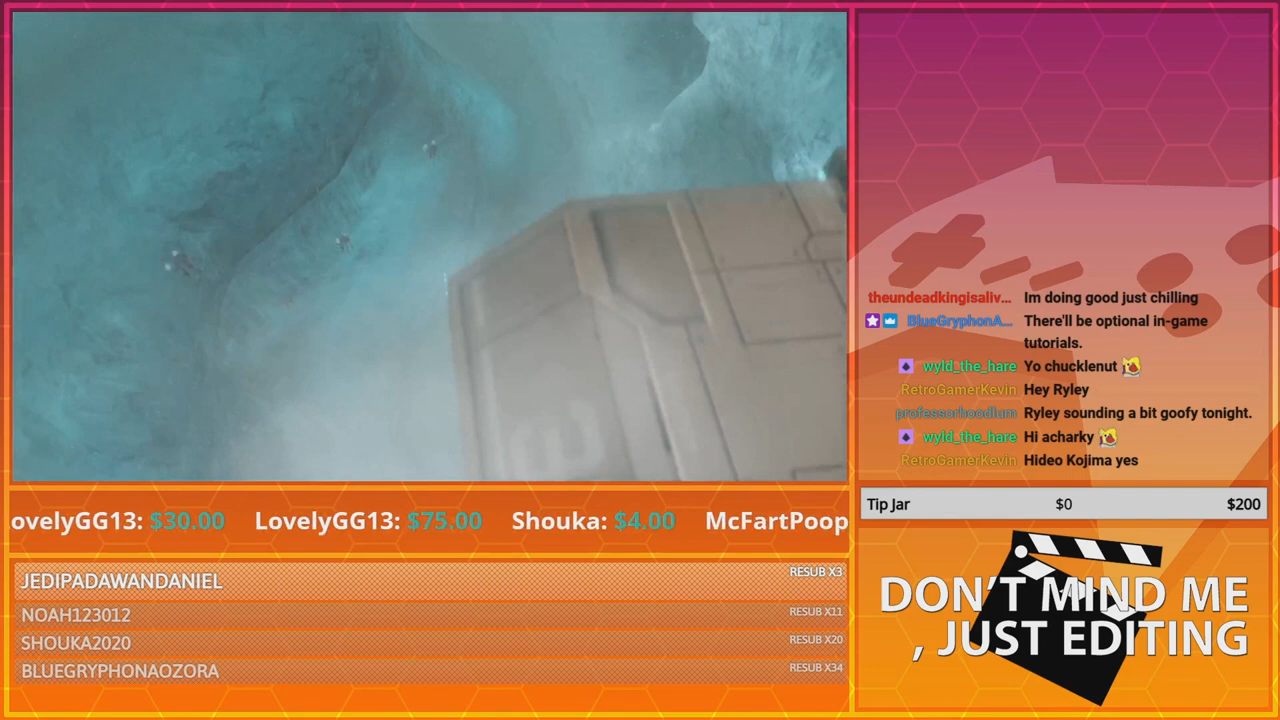 theundeadkingisaliv... Im doing good just chilling
BlueGryphonA... There'll be optional in-game
tutorials.
wyld_the_hare Yo chucklenut
RetroGamerKevin Hey Ryley
professorhoodlum Ryley sounding a bit goofy tonight.
wyld_the_hare Hi acharky
RetroGamerKevin Hideo Kojima yes
Tip Jar $0 $200
ovelyGG13: $30.00 LovelyGG13: $75.00 Shouka: $4.00 McFartPoop
JEDIPADAWANDANIEL RESUB X3
NOAH123012 RESUB X11
SHOUKA2020 RESUB X20
BLUEGRYPHONAOZORA RESUB X34
DON'T MIND ME
, JUST EDITING